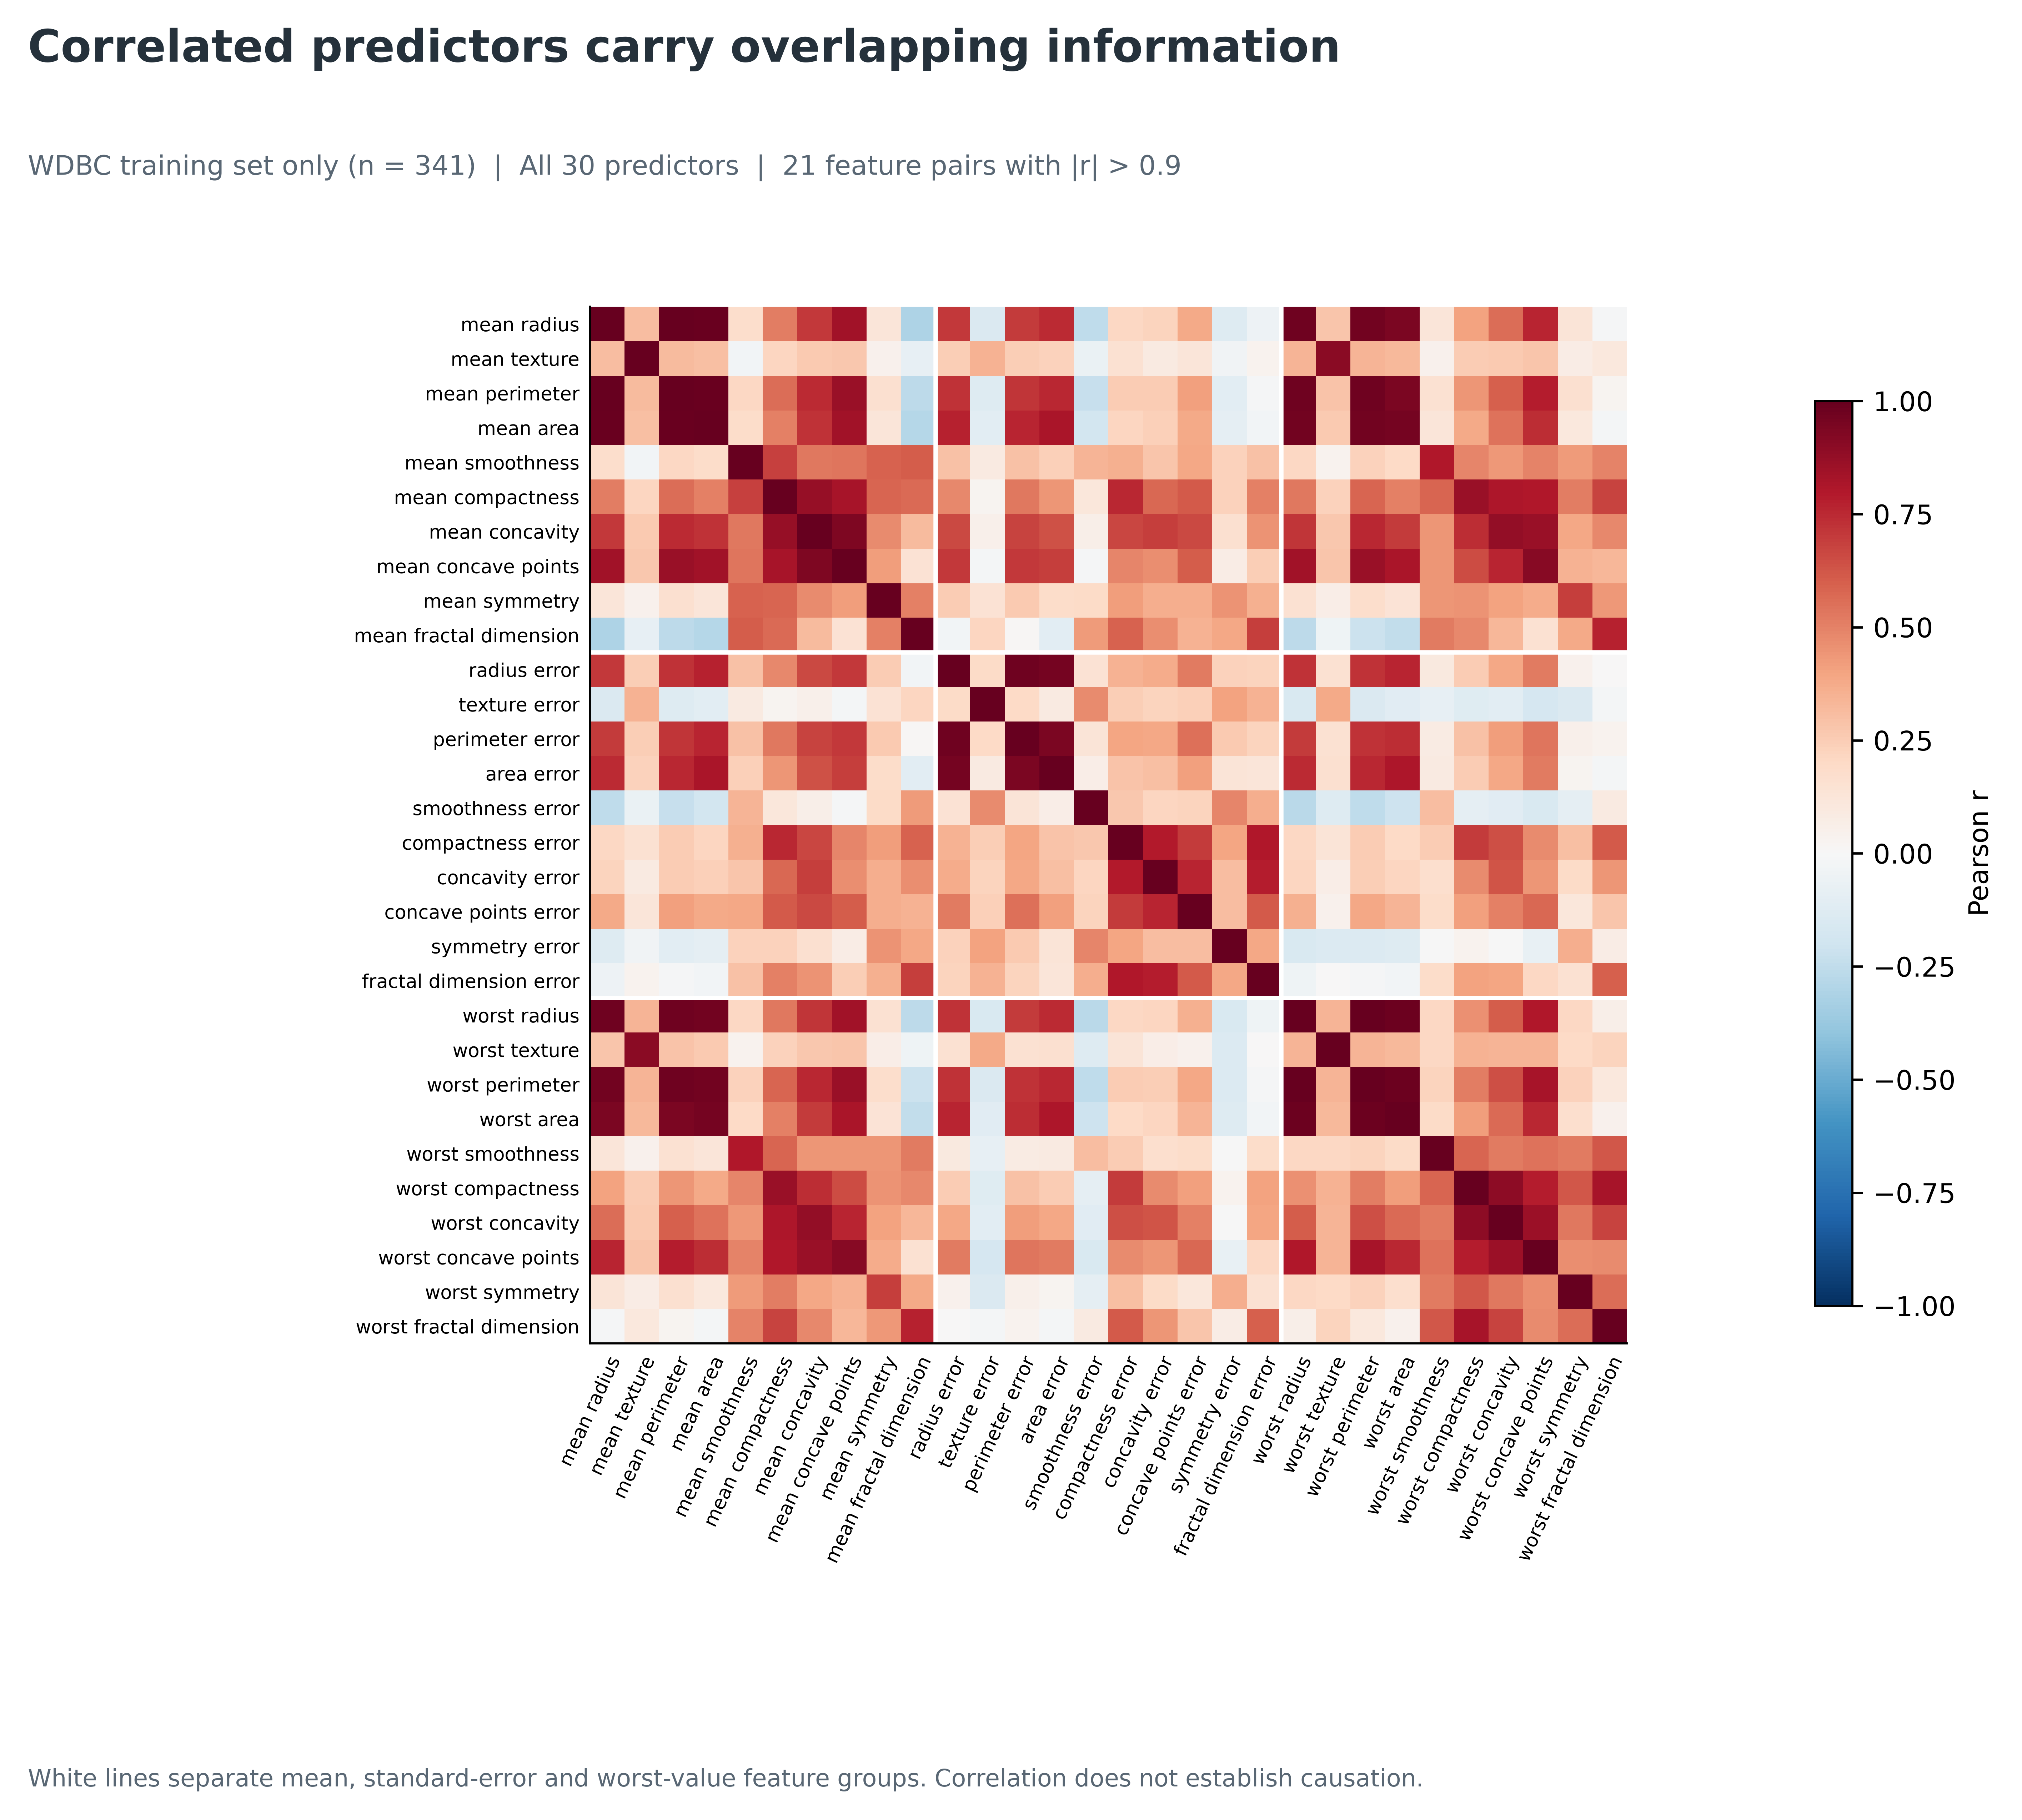 Correlated predictors carry overlapping information
WDBC training set only (n = 341) | All 30 predictors | 21 feature pairs with |r| > 0.9
mean radius
mean texture
mean perimeter
mean area
mean smoothness
mean compactness
mean concavity
mean concave points
mean symmetry
mean fractal dimension
radius error
texture error
perimeter error
area error
smoothness error
compactness error
concavity error
concave points error
symmetry error
fractal dimension error
worst radius
worst texture
worst perimeter
worst area
worst smoothness
worst compactness
worst concavity
worst concave points
worst symmetry
worst fractal dimension
mean radius
mean texture
mean perimeter
mean area
mean smoothness
mean compactness
mean concavity
mean concave points
mean symmetry
mean fractal dimension
radius error
texture error
perimeter error
area error
smoothness error
compactness error
concavity error
concave points error
symmetry error
fractal dimension error
worst radius
worst texture
worst perimeter
worst area
worst smoothness
worst compactness
worst concavity
worst concave points
worst symmetry
worst fractal dimension
1.00
0.75
0.50
0.25
0.00
−0.25
−0.50
−0.75
−1.00
Pearson r
White lines separate mean, standard-error and worst-value feature groups. Correlation does not establish causation.